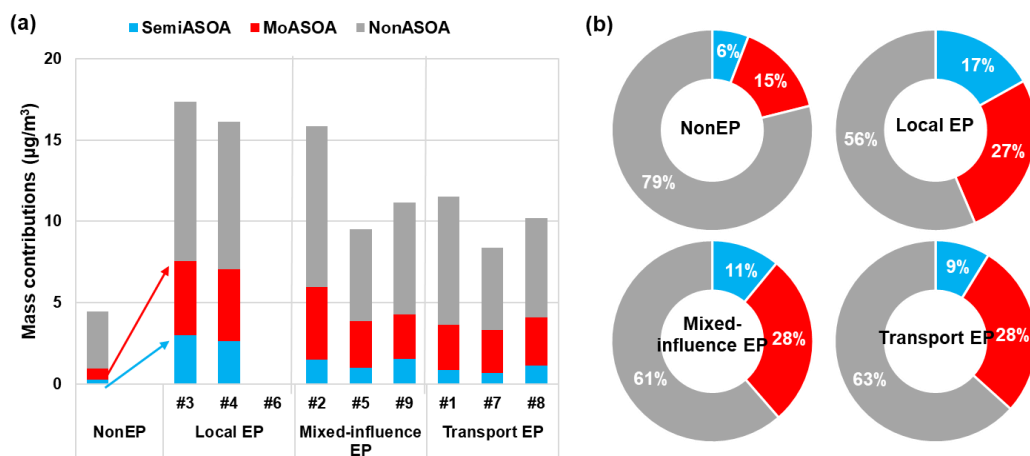 (a)
SemiASOA MoASOA NonASOA
Mass contributions (μg/m³)
20
15
10
5
0
#3 #4 #6 #2 #5 #9 #1 #7 #8
NonEP Local EP Mixed-influence EP Transport EP
(b)
6%
15%
79%
NonEP
17%
27%
56%
Local EP
11%
28%
61%
Mixed-
influence EP
9%
28%
63%
Transport EP